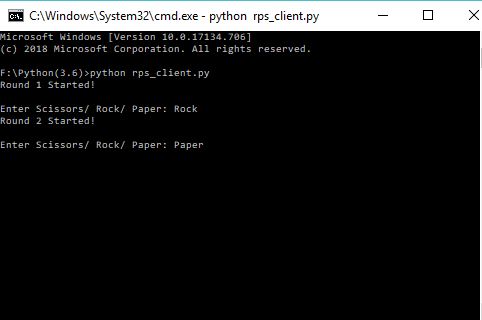 C:\Windows\System32\cmd.exe - python  rps_client.py
Microsoft Windows [Version 10.0.17134.706]
(c) 2018 Microsoft Corporation. All rights reserved.
F:\Python(3.6)>python rps_client.py
Round 1 Started!
Enter Scissors/ Rock/ Paper: Rock
Round 2 Started!
Enter Scissors/ Rock/ Paper: Paper